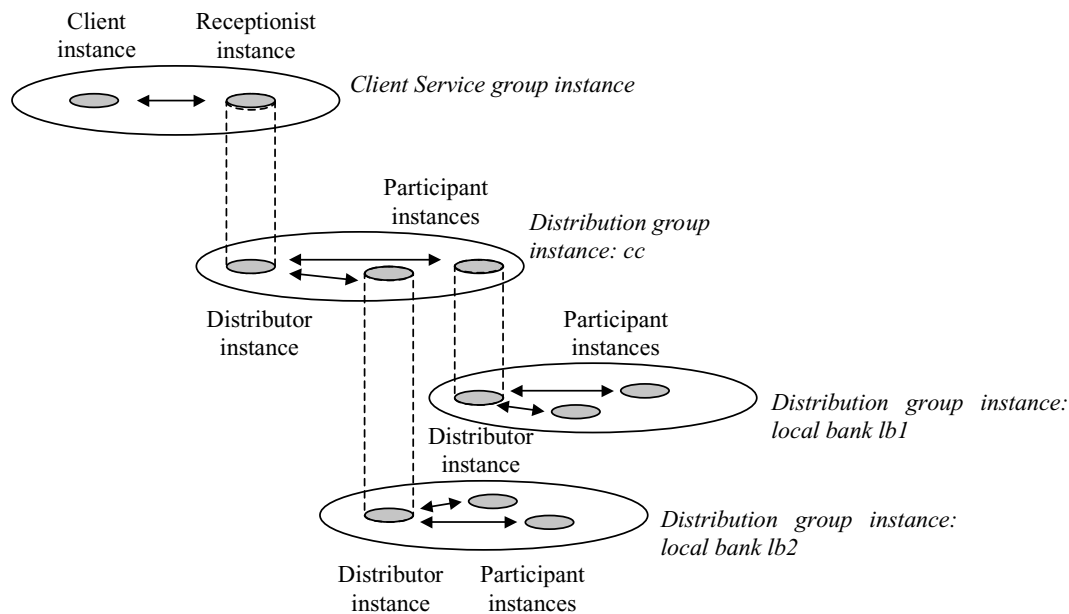 Client
instance
Receptionist
instance
Client Service group instance
Participant
instances
Distribution group
instance: cc
Distributor
instance
Participant
instances
Distribution group instance:
local bank lb1
Distributor
instance
Distribution group instance:
local bank lb2
Distributor
instance
Participant
instances